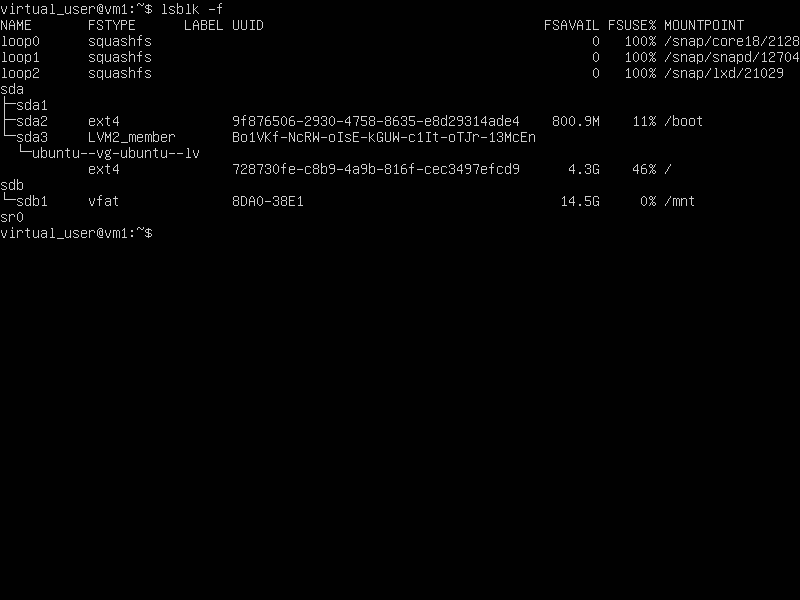 virtual_user@vm1:~$ lsblk -f
NAME FSTYPE LABEL UUID FSAVAIL FSUSE% MOUNTPOINT
loop0 squashfs 0 100% /snap/core18/2128
loop1 squashfs 0 100% /snap/snapd/12704
loop2 squashfs 0 100% /snap/lxd/21029
sda
├─sda1
├─sda2 ext4 9f876506-2930-4758-8635-e8d29314ade4 800.9M 11% /boot
└─sda3 LVM2_member Bo1VKf-NcRW-oIsE-kGUW-c1It-oTJr-13McEn
└─ubuntu--vg-ubuntu--lv
ext4 728730fe-c8b9-4a9b-816f-cec3497efcd9 4.3G 46% /
sdb
└─sdb1 vfat 8DA0-38E1 14.5G 0% /mnt
sr0
virtual_user@vm1:~$